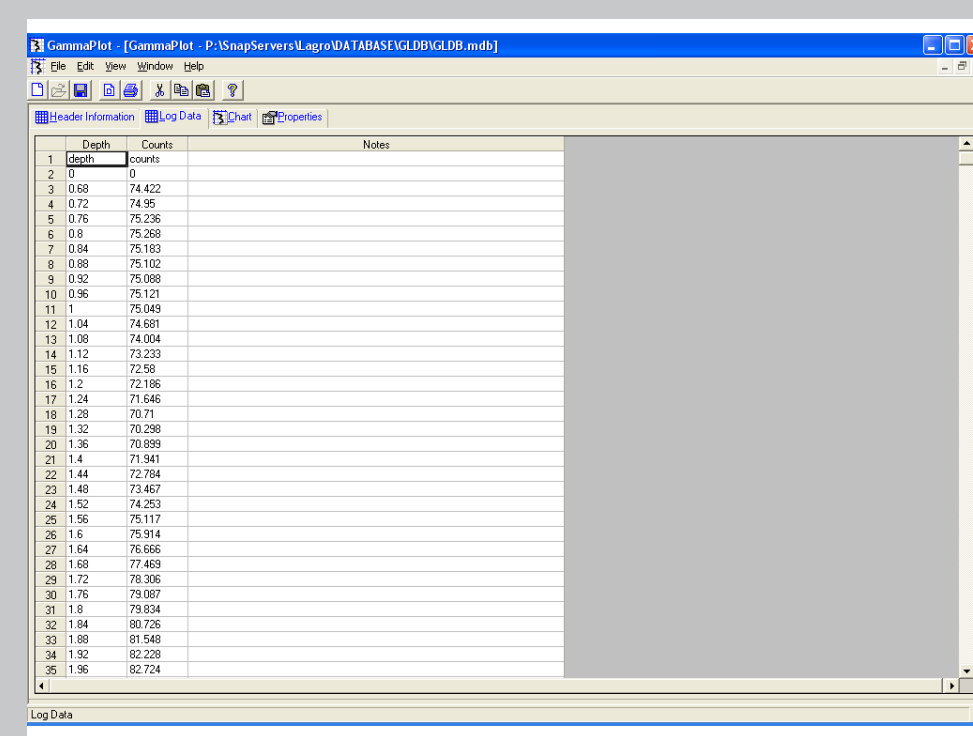 GammaPlot - [GammaPlot - P:\SnapServers\Lagro\DATABASE\GLDB\GLDB.mdb]
File Edit View Window Help
Header Information Log Data Chart Properties
Depth Counts Notes
1 depth counts
2 0 0
3 0.68 74.422
4 0.72 74.95
5 0.76 75.236
6 0.8 75.268
7 0.84 75.183
8 0.88 75.102
9 0.92 75.088
10 0.96 75.121
11 1 75.049
12 1.04 74.681
13 1.08 74.004
14 1.12 73.233
15 1.16 72.58
16 1.2 72.186
17 1.24 71.646
18 1.28 70.71
19 1.32 70.298
20 1.36 70.899
21 1.4 71.941
22 1.44 72.784
23 1.48 73.467
24 1.52 74.253
25 1.56 75.117
26 1.6 75.914
27 1.64 76.666
28 1.68 77.469
29 1.72 78.306
30 1.76 79.087
31 1.8 79.834
32 1.84 80.726
33 1.88 81.548
34 1.92 82.228
35 1.96 82.724
Log Data